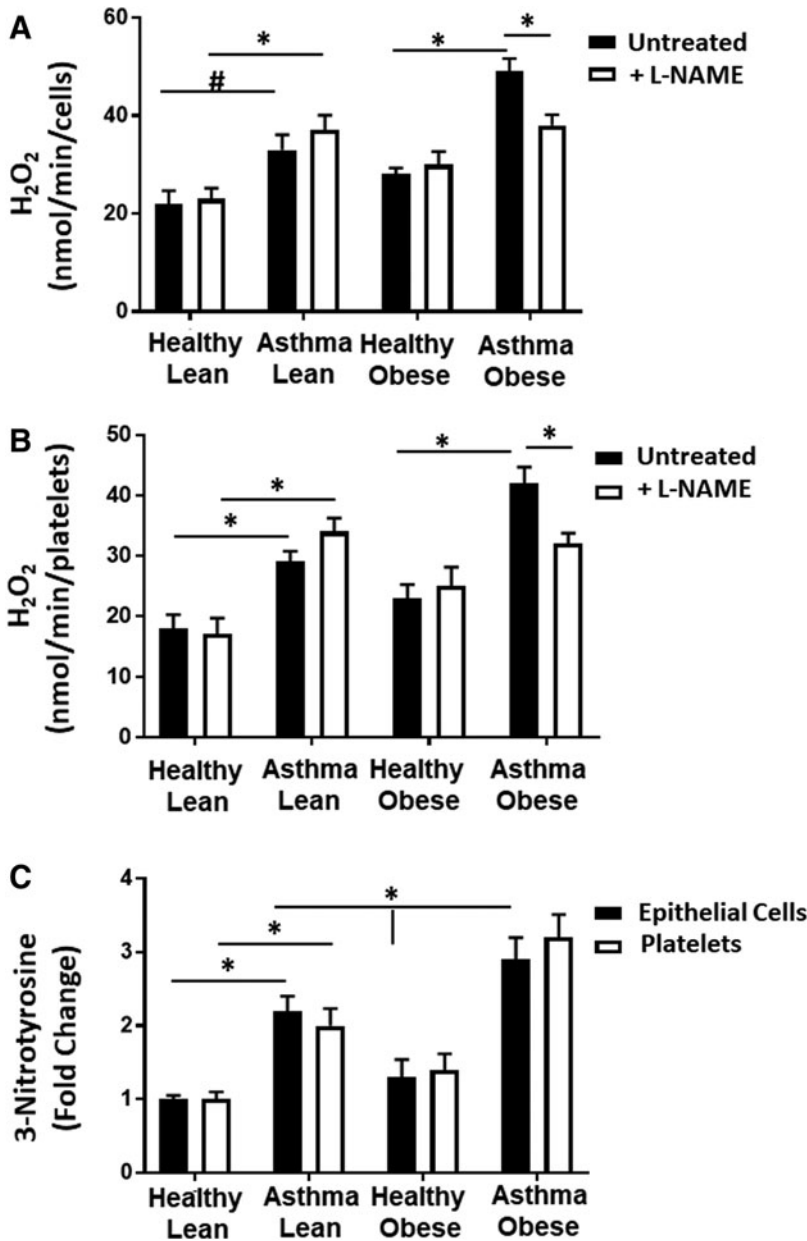 A
H2O2
(nmol/min/cells)
60
40
20
0
*
#
*
*
Untreated
+ L-NAME
Healthy Lean
Asthma Lean
Healthy Obese
Asthma Obese
B
H2O2
(nmol/min/platelets)
50
40
30
20
10
0
*
*
*
*
Untreated
+ L-NAME
Healthy Lean
Asthma Lean
Healthy Obese
Asthma Obese
C
3-Nitrotyrosine
(Fold Change)
4
3
2
1
0
*
*
*
Epithelial Cells
Platelets
Healthy Lean
Asthma Lean
Healthy Obese
Asthma Obese